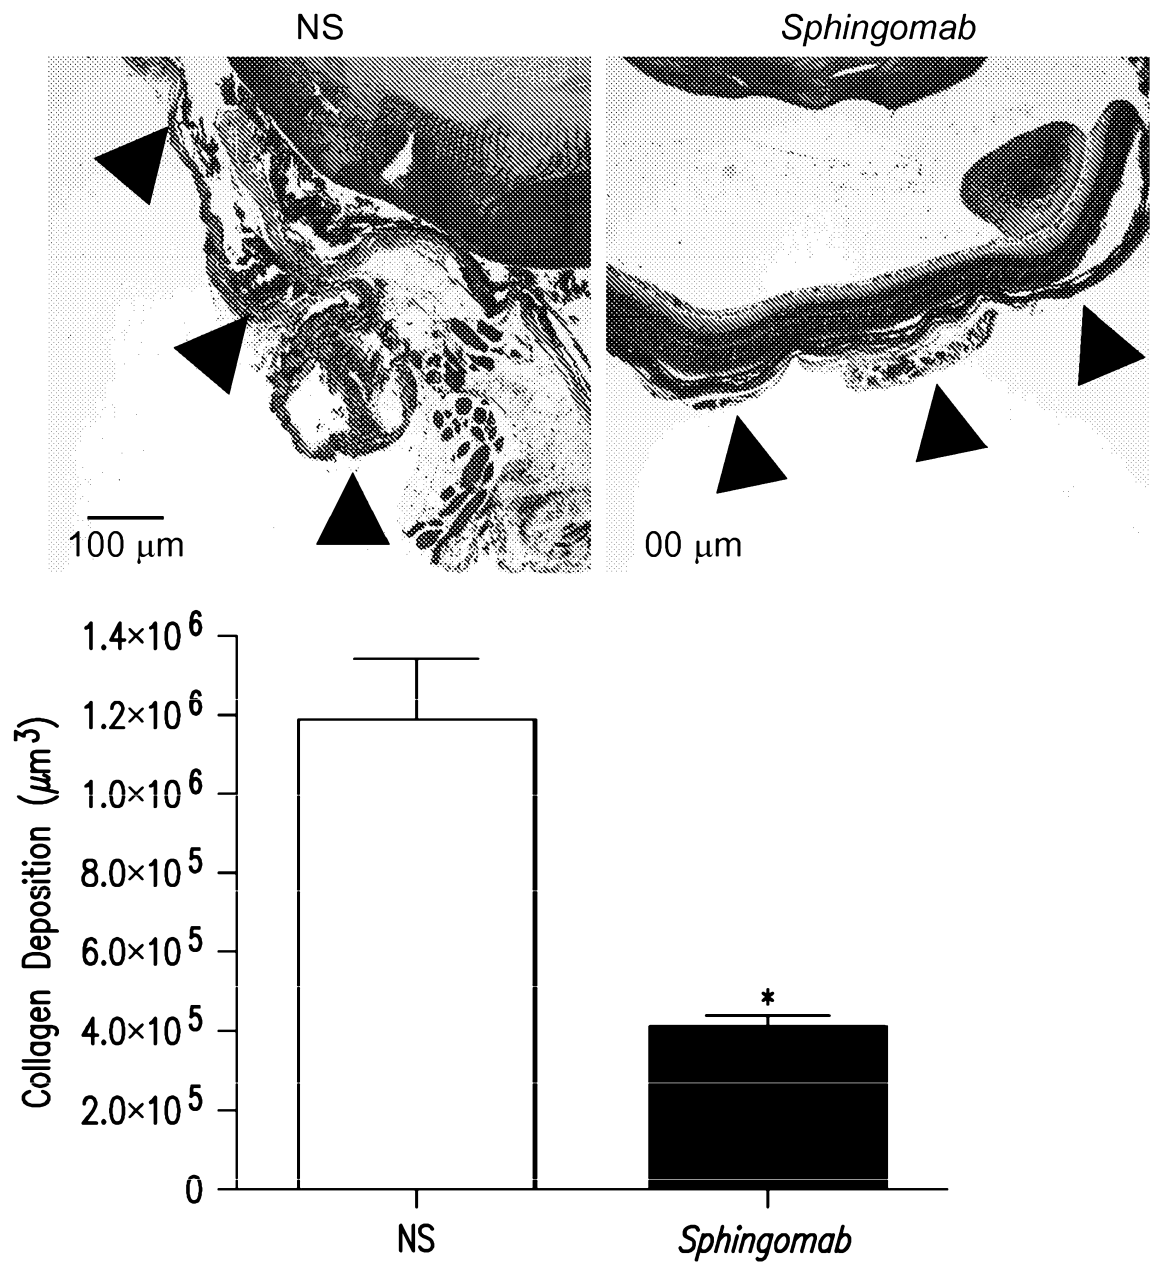 NS
Sphingomab
100 μm
00 μm
Collagen Deposition (μm³)
1.4×10⁶
1.2×10⁶
1.0×10⁶
8.0×10⁵
6.0×10⁵
4.0×10⁵
2.0×10⁵
0
*
NS
Sphingomab